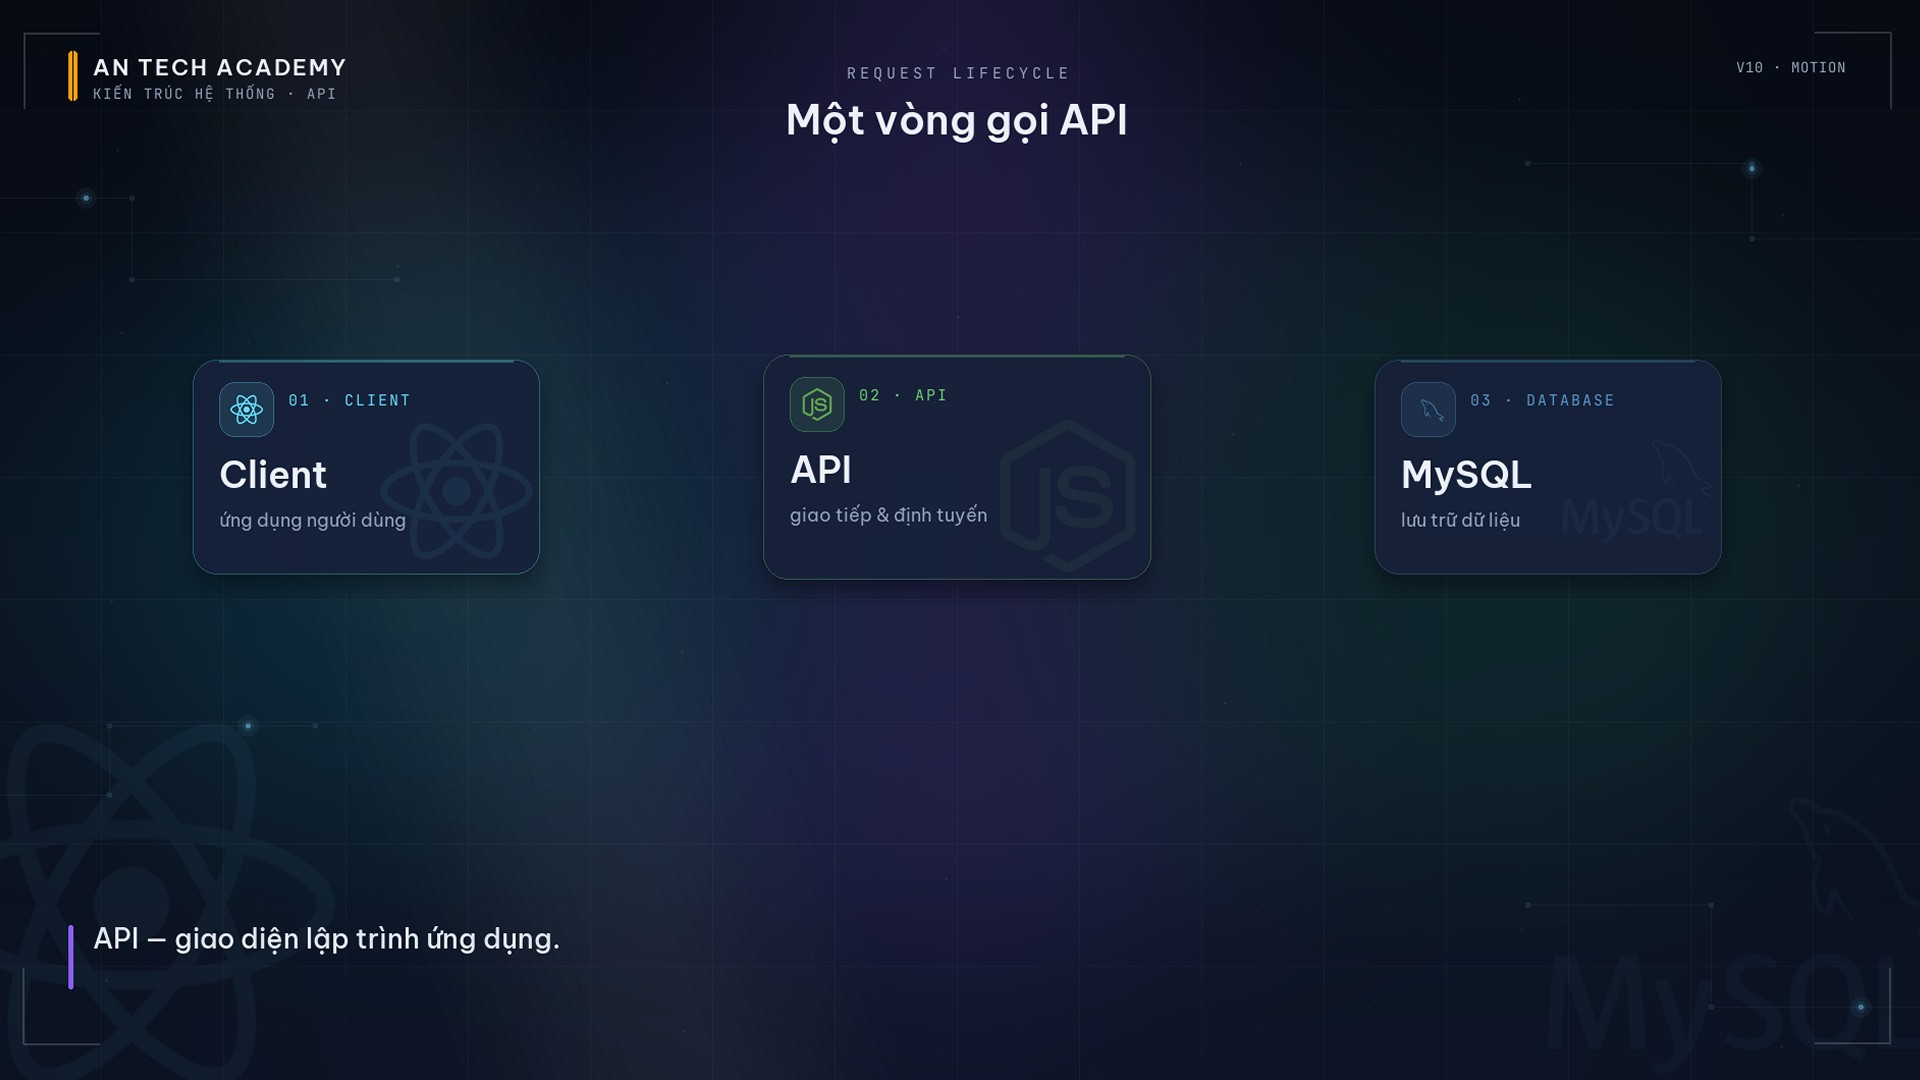 AN TECH ACADEMY
KIẾN TRÚC HỆ THỐNG · API
REQUEST LIFECYCLE
Một vòng gọi API
V10 · MOTION
01 · CLIENT
Client
ứng dụng người dùng
02 · API
JS
API
giao tiếp & định tuyến
JS
03 · DATABASE
MySQL
lưu trữ dữ liệu
MySQL
API — giao diện lập trình ứng dụng.
MySQL